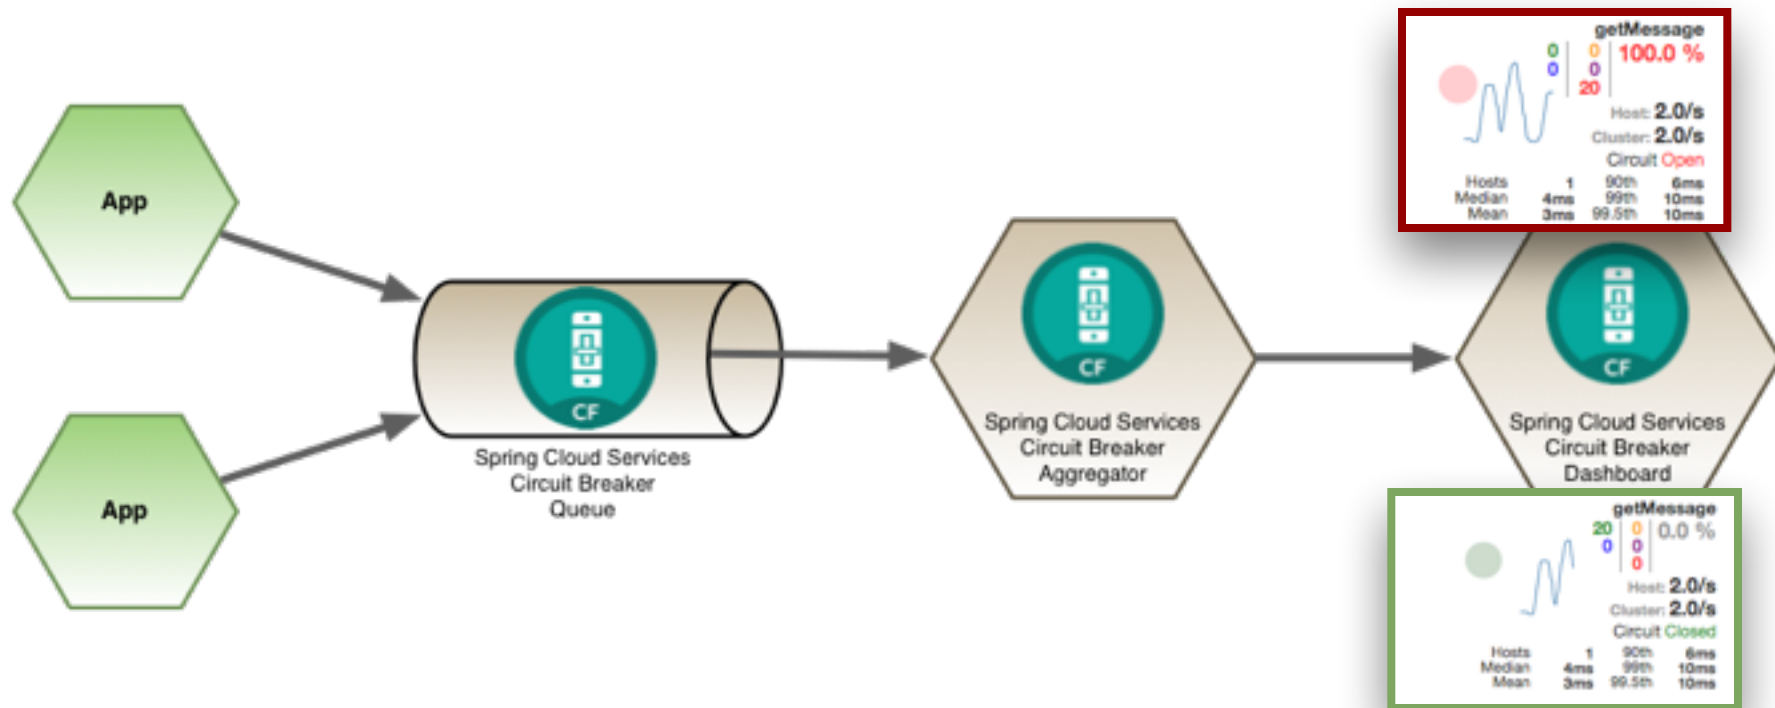 App
App
CF
Spring Cloud Services
Circuit Breaker
Queue
CF
Spring Cloud Services
Circuit Breaker
Aggregator
getMessage
0 0 100.0 %
0 0
20
Host: 2.0/s
Cluster: 2.0/s
Circuit Open
Hosts 1 90th 6ms
Median 4ms 99th 10ms
Mean 3ms 99.5th 10ms
CF
Spring Cloud Services
Circuit Breaker
Dashboard
getMessage
20 0 0.0 %
0 0
0
Host: 2.0/s
Cluster: 2.0/s
Circuit Closed
Hosts 1 90th 6ms
Median 4ms 99th 10ms
Mean 3ms 99.5th 10ms